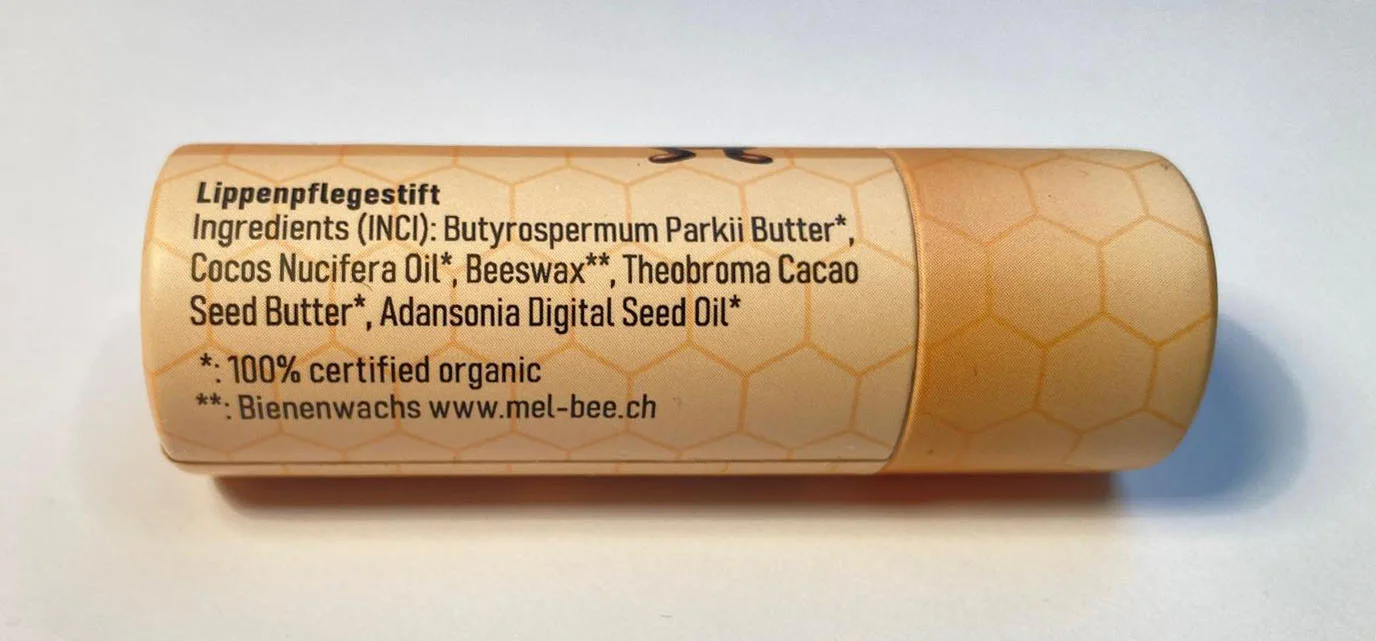 Lippenpflegestift
Ingredients (INCI): Butyrospermum Parkii Butter*,
Cocos Nucifera Oil*, Beeswax**, Theobroma Cacao
Seed Butter*, Adansonia Digital Seed Oil*
*: 100% certified organic
**: Bienenwachs www.mel-bee.ch